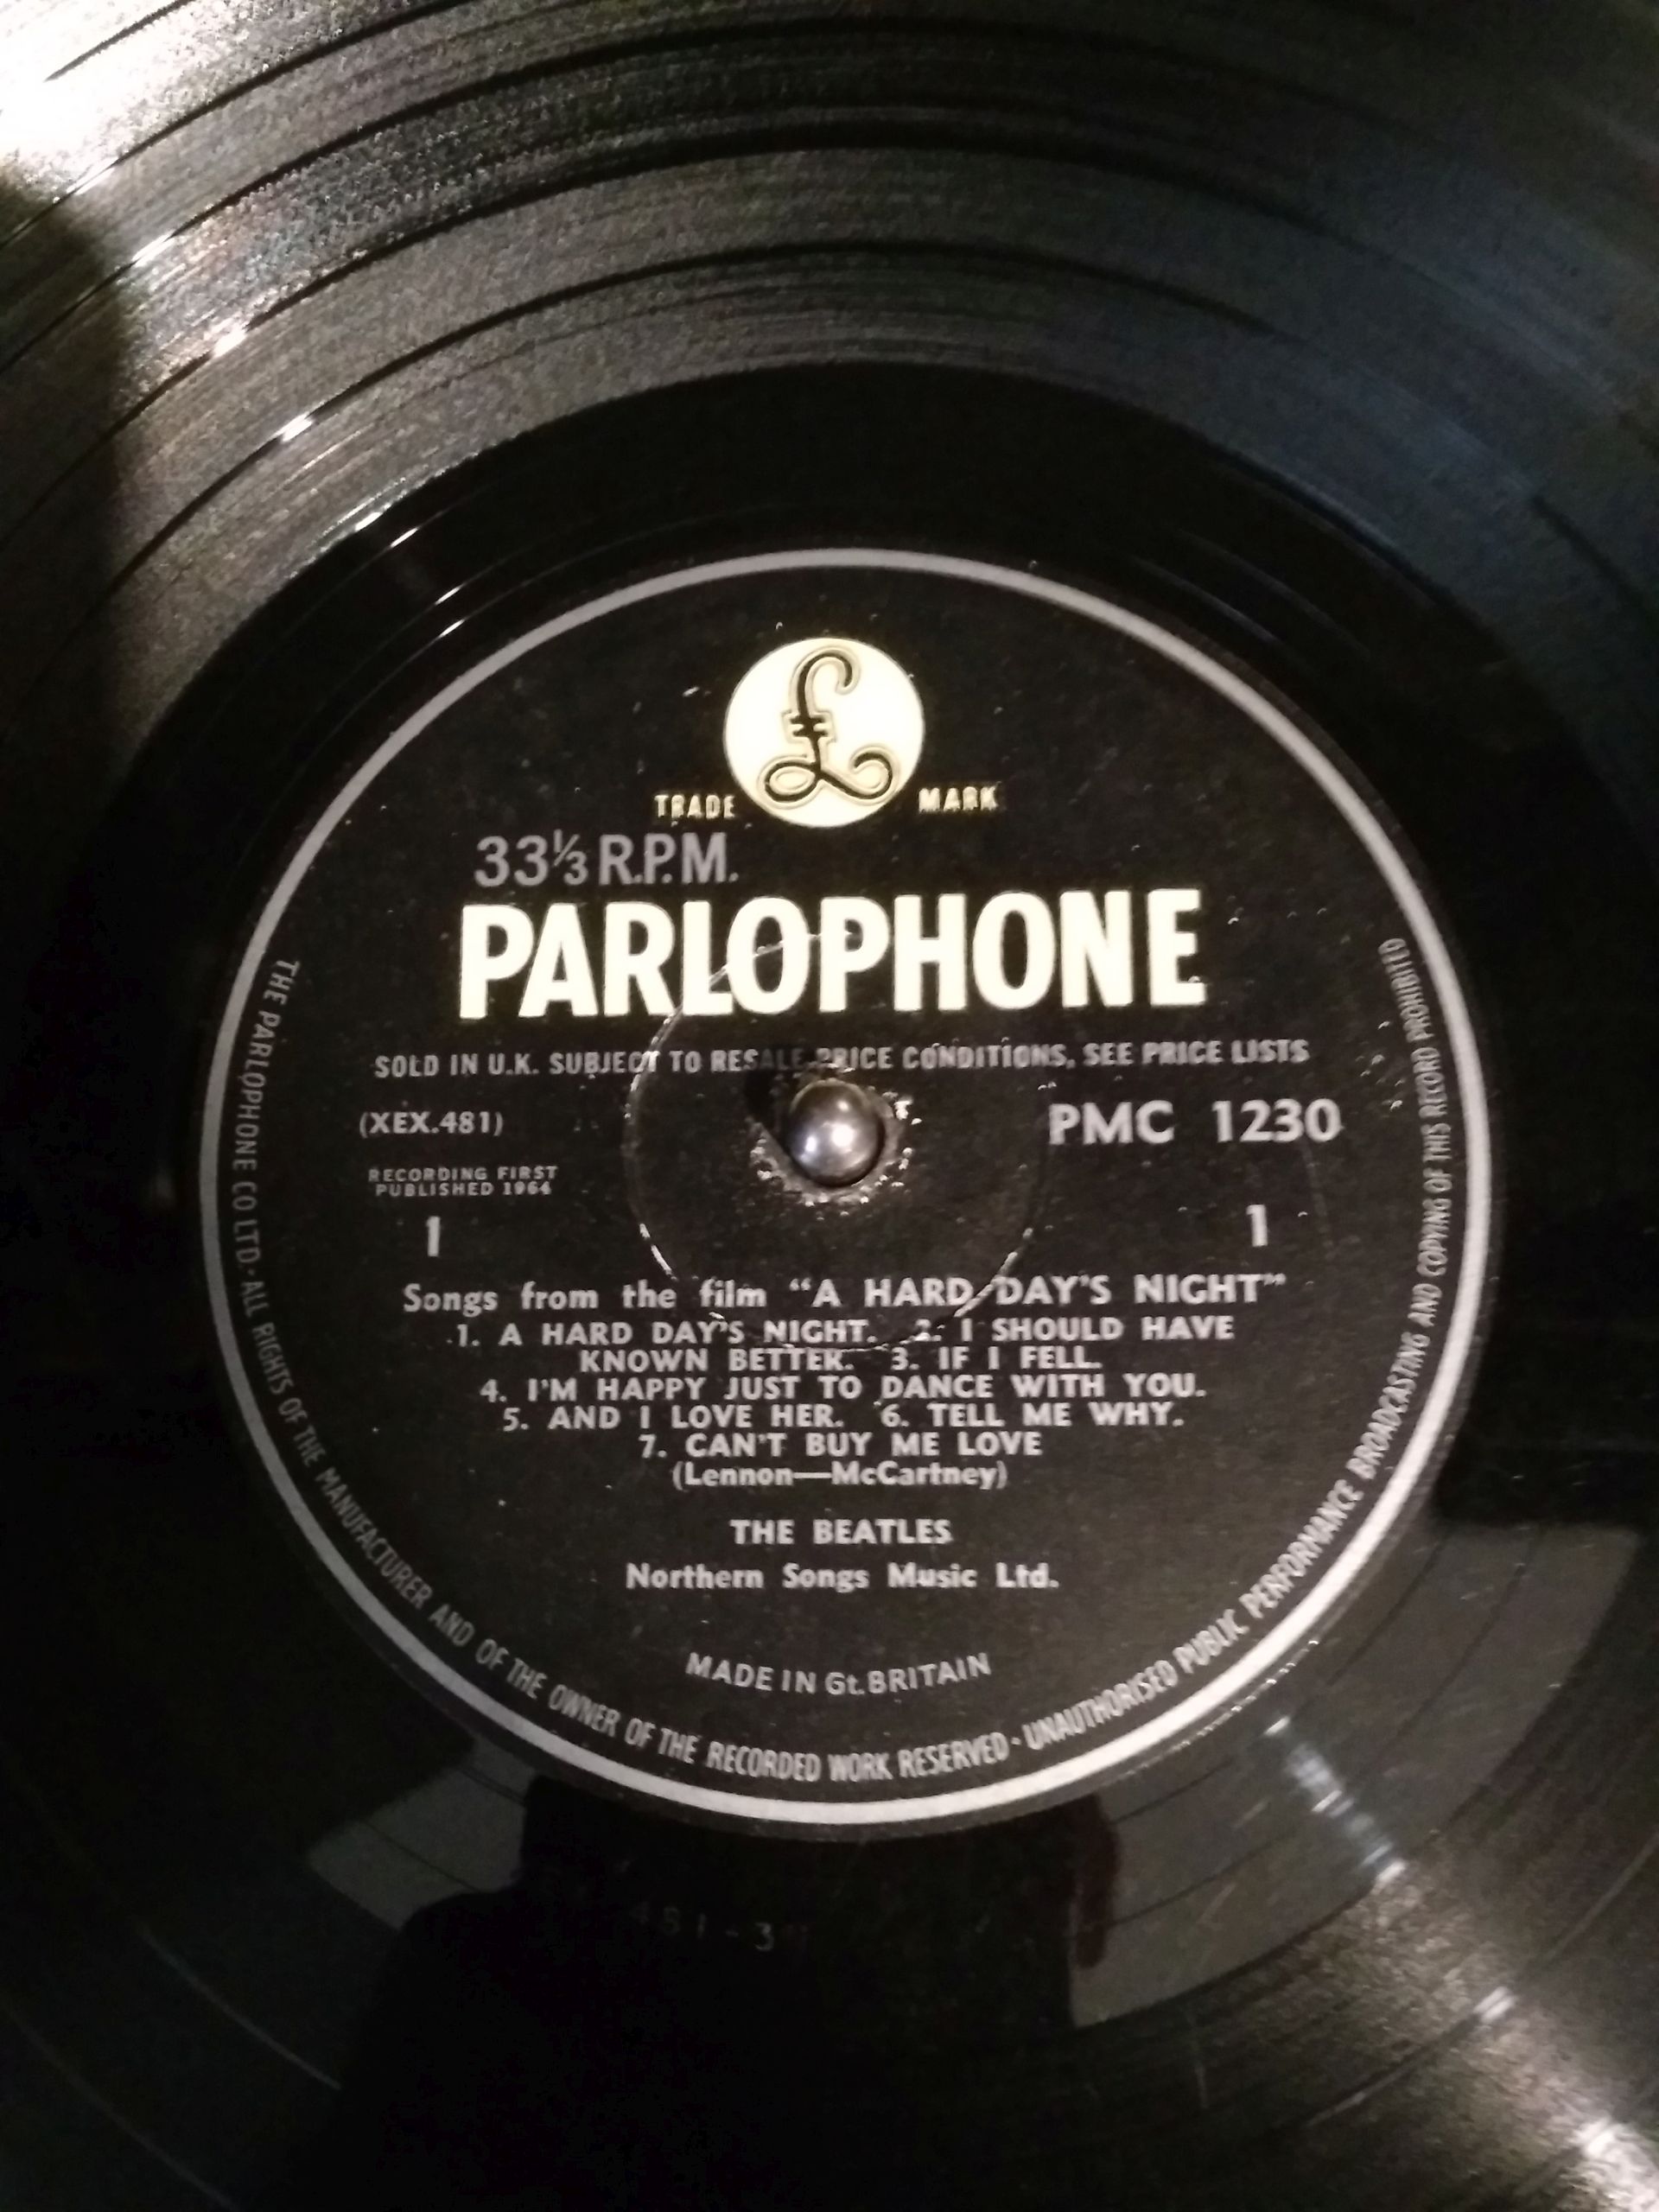 £
TRADE MARK
33⅓ R.P.M.
PARLOPHONE
SOLD IN U.K. SUBJECT TO RESALE PRICE CONDITIONS, SEE PRICE LISTS
(XEX.481) PMC 1230
RECORDING FIRST
PUBLISHED 1964
1 1
Songs from the film “A HARD DAY'S NIGHT”
1. A HARD DAY'S NIGHT. 2. I SHOULD HAVE
KNOWN BETTER. 3. IF I FELL.
4. I'M HAPPY JUST TO DANCE WITH YOU.
5. AND I LOVE HER. 6. TELL ME WHY.
7. CAN'T BUY ME LOVE
(Lennon—McCartney)
THE BEATLES
Northern Songs Music Ltd.
MADE IN Gt. BRITAIN
THE PARLOPHONE CO LTD · ALL RIGHTS OF THE MANUFACTURER AND OF THE OWNER OF THE RECORDED WORK RESERVED · UNAUTHORISED PUBLIC PERFORMANCE BROADCASTING AND COPYING OF THIS RECORD PROHIBITED